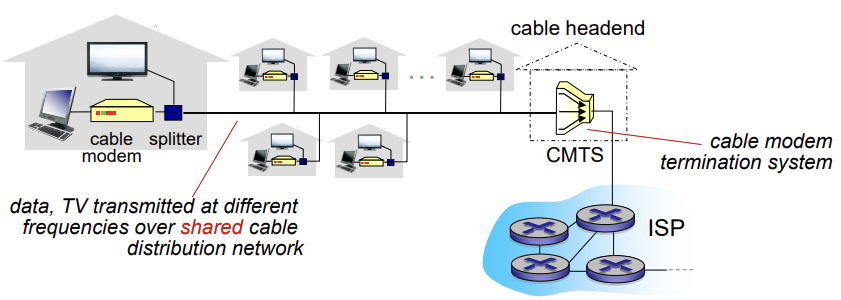 cable headend
cable
modem
splitter
CMTS
cable modem
termination system
data, TV transmitted at different
frequencies over shared cable
distribution network
ISP